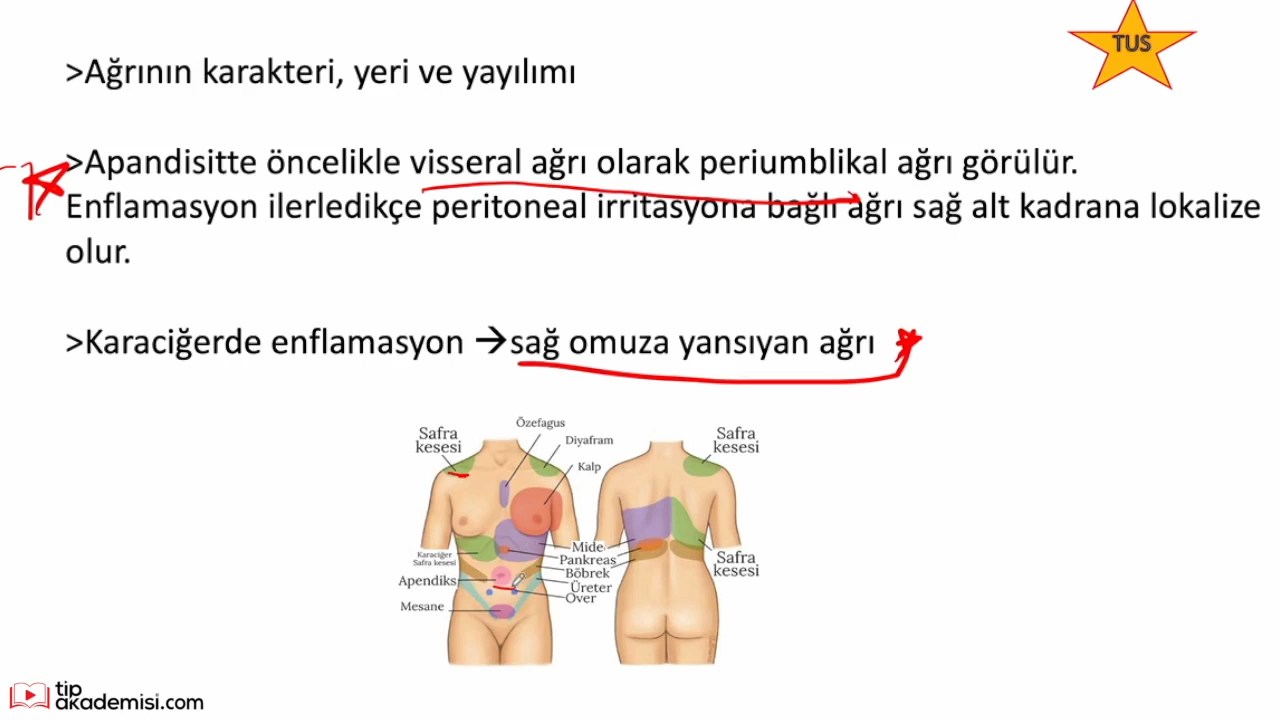 TUS
>Ağrının karakteri, yeri ve yayılımı
>Apandisitte öncelikle visseral ağrı olarak periumblikal ağrı görülür.
Enflamasyon ilerledikçe peritoneal irritasyona bağlı ağrı sağ alt kadrana lokalize
olur.
>Karaciğerde enflamasyon →sağ omuza yansıyan ağrı
Özefagus
Safra
kesesi
Diyafram
Kalp
Safra
kesesi
Karaciğer
Safra kesesi
Mide
Pankreas
Böbrek
Üreter
Over
Apendiks
Mesane
Safra
kesesi
tıp
akademisi.com